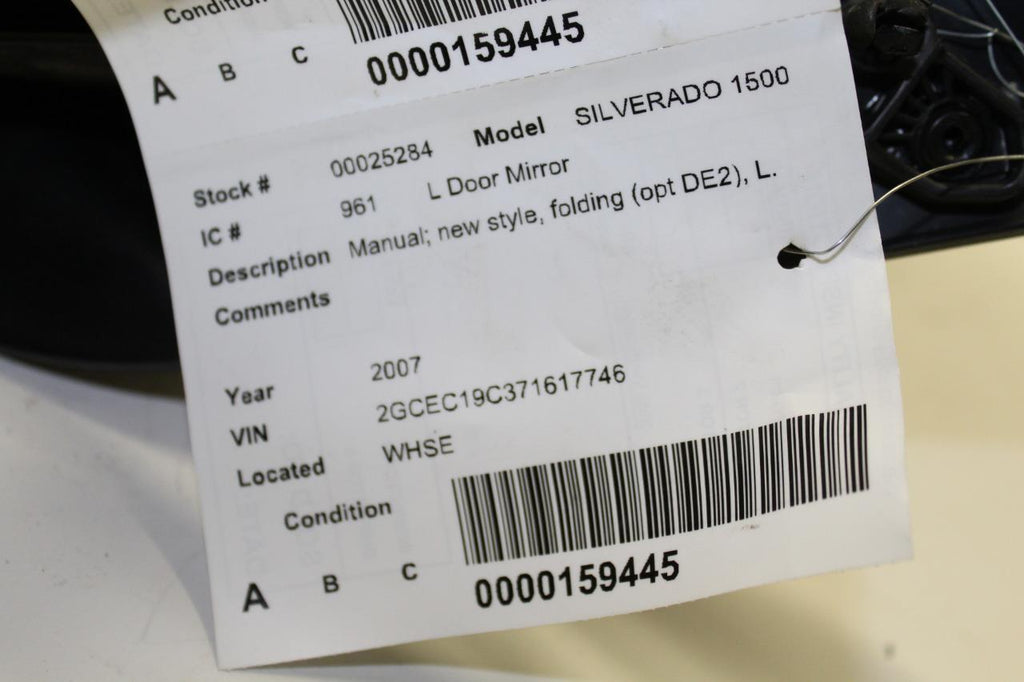 Condition
A B C
0000159445
Stock # 00025284 Model SILVERADO 1500
IC # 961 L Door Mirror
Description Manual; new style, folding (opt DE2), L.
Comments
Year 2007
VIN 2GCEC19C371617746
Located WHSE
Condition
A B C
0000159445